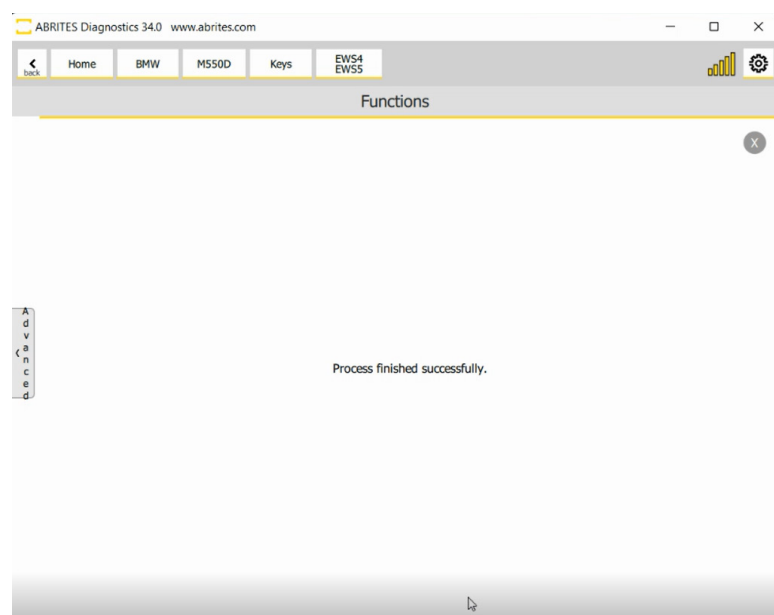 ABRITES Diagnostics 34.0 www.abrites.com
back
Home
BMW
M550D
Keys
EWS4
EWS5
Functions
X
Advanced
Process finished successfully.